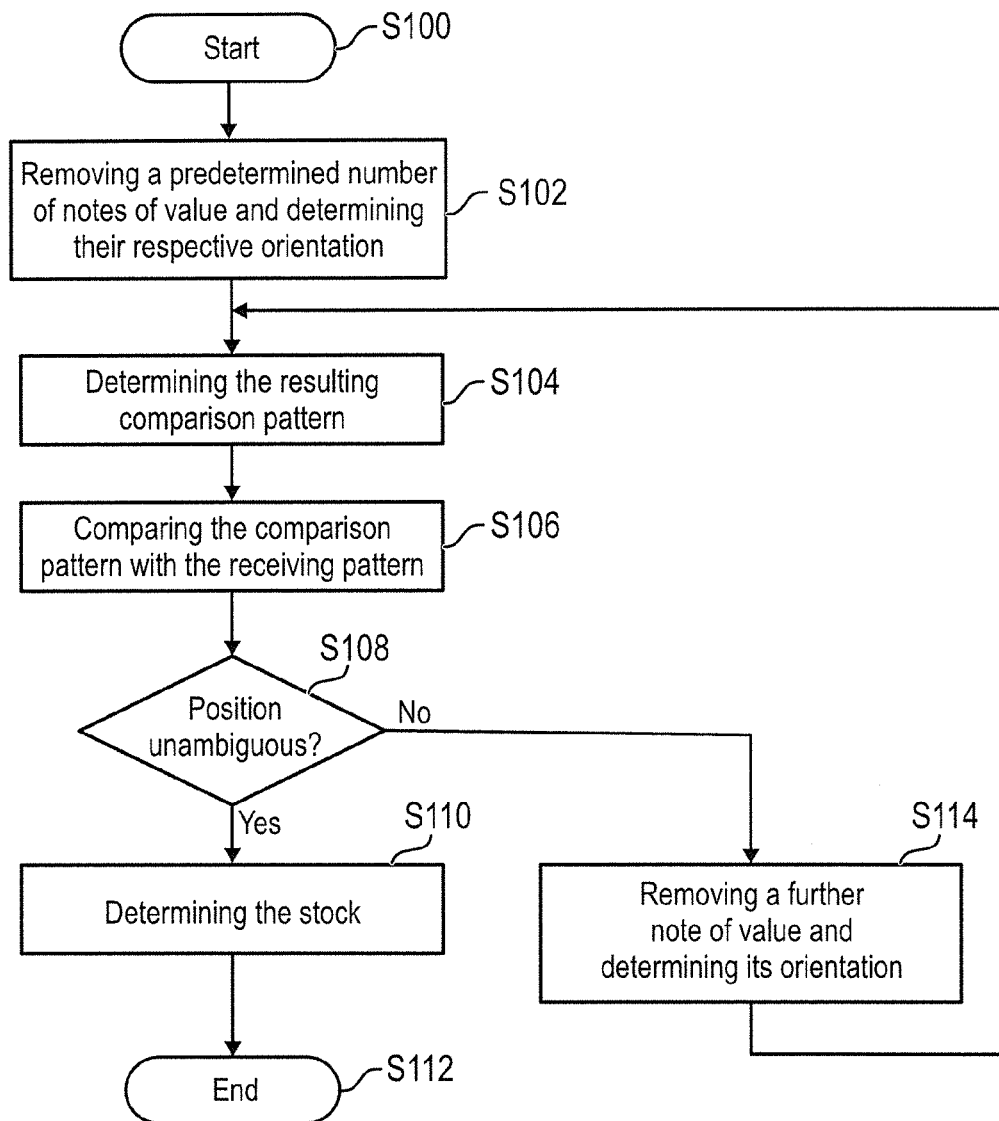 Start
S100
Removing a predetermined number
of notes of value and determining
their respective orientation
S102
Determining the resulting
comparison pattern
S104
Comparing the comparison
pattern with the receiving pattern
S106
S108
Position
unambiguous?
No
Yes
S110
Determining the stock
S114
Removing a further
note of value and
determining its orientation
End
S112